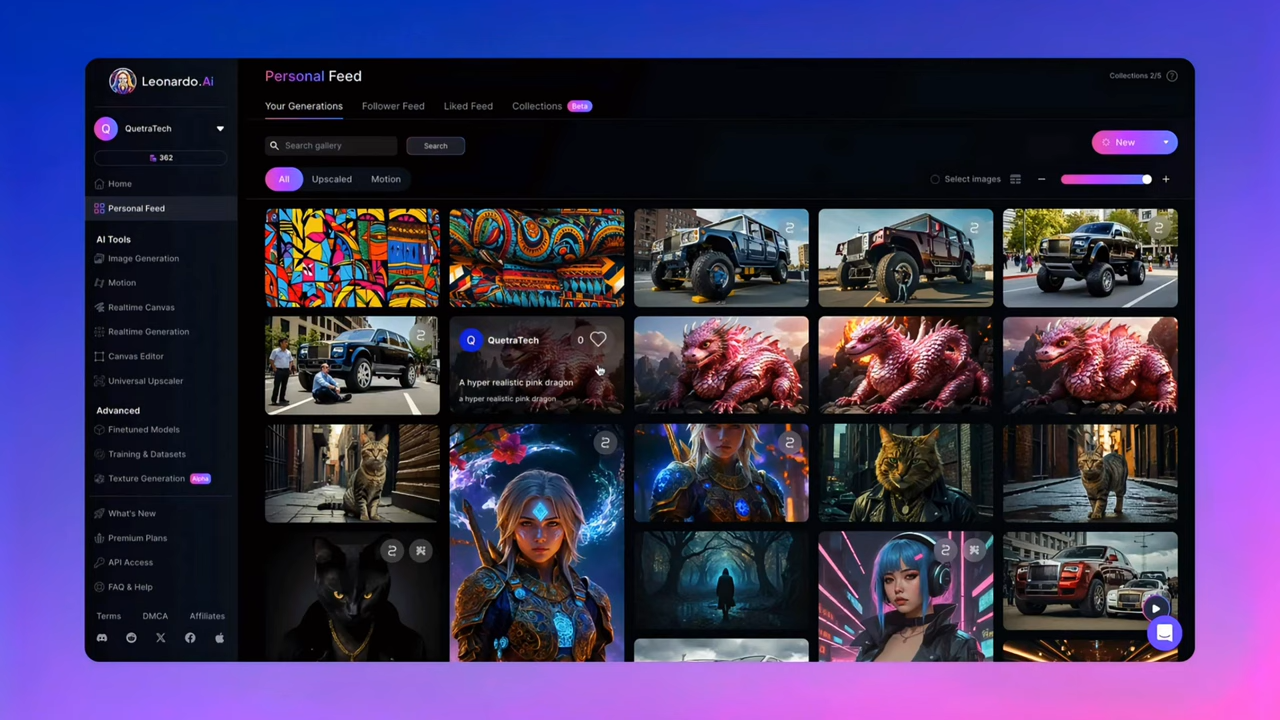 Leonardo.Ai
Q QuetraTech
362
Home
Personal Feed
AI Tools
Image Generation
Motion
Realtime Canvas
Realtime Generation
Canvas Editor
Universal Upscaler
Advanced
Finetuned Models
Training & Datasets
Texture Generation Alpha
What's New
Premium Plans
API Access
FAQ & Help
Terms DMCA Affiliates
Personal Feed
Collections 2/5 ?
Your Generations Follower Feed Liked Feed Collections Beta
Search gallery Search
New
All Upscaled Motion
Select images
Q QuetraTech 0
A hyper realistic pink dragon
a hyper realistic pink dragon